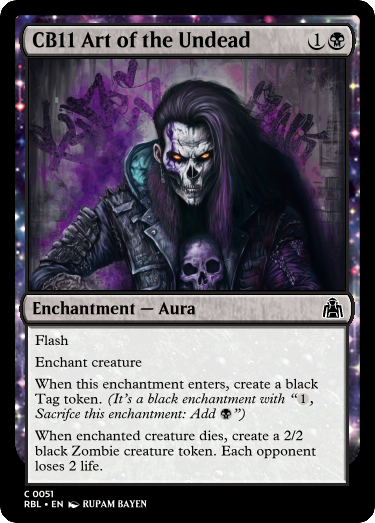 CB11 Art of the Undead 1
Enchantment — Aura
Flash
Enchant creature
When this enchantment enters, create a black
Tag token. (It's a black enchantment with “1,
Sacrifce this enchantment: Add ”)
When enchanted creature dies, create a 2/2
black Zombie creature token. Each opponent
loses 2 life.
C 0051
RBL • EN RUPAM BAYEN